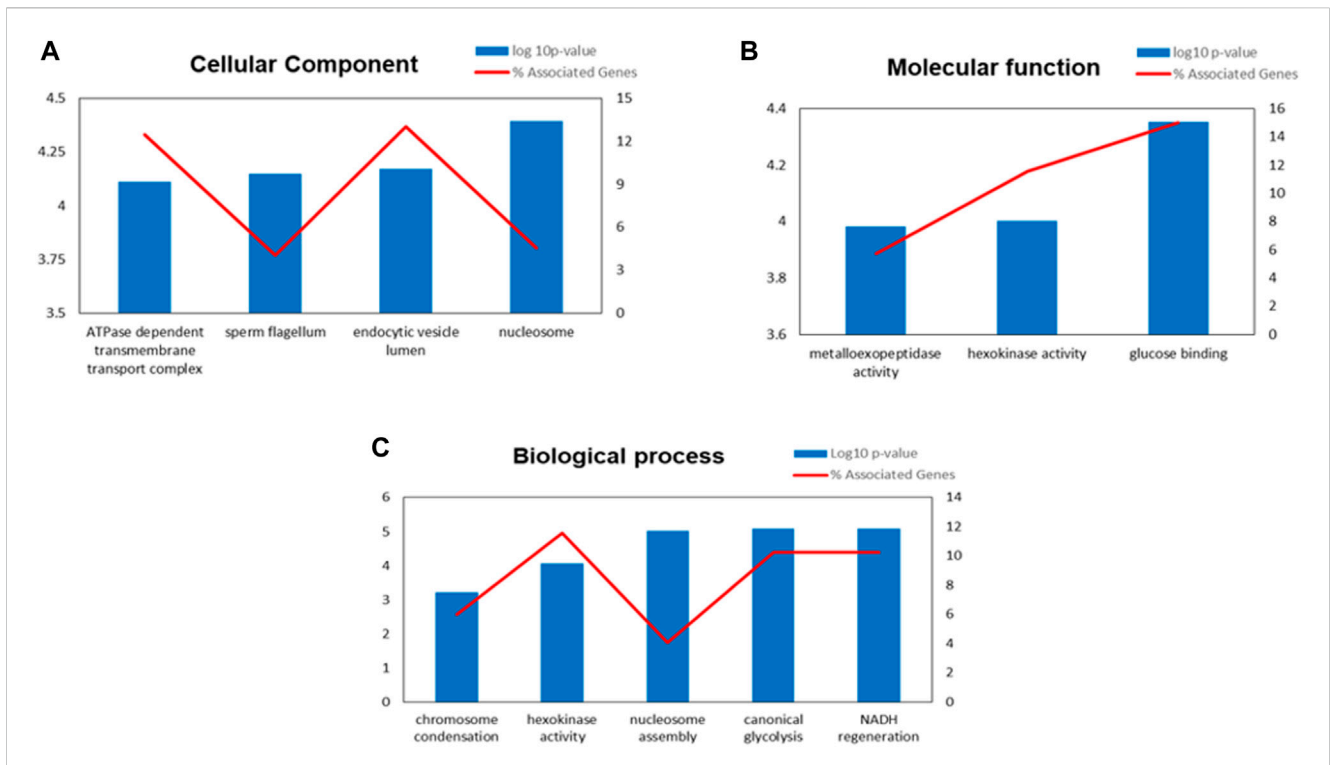 A
Cellular Component
log 10p-value
% Associated Genes
4.5
4.25
4
3.75
3.5
15
12
9
6
3
0
ATPase dependent
transmembrane
transport complex
sperm flagellum
endocytic veside
lumen
nucleosome
B
Molecular function
log10 p-value
% Associated Genes
4.4
4.2
4
3.8
3.6
16
14
12
10
8
6
4
2
0
metalloexopeptidase
activity
hexokinase activity
glucose binding
C
Biological process
Log10 p-value
% Associated Genes
6
5
4
3
2
1
0
14
12
10
8
6
4
2
0
chromosome
condensation
hexokinase
activity
nucleosome
assembly
canonical
glycolysis
NADH
regeneration